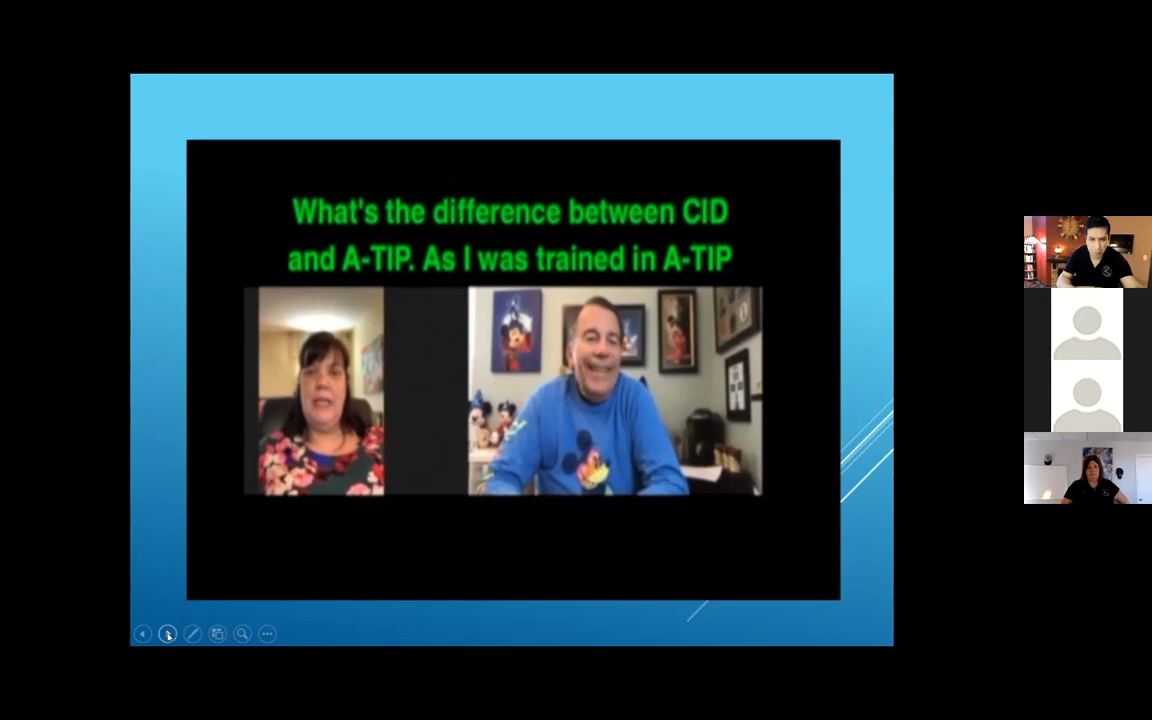 What's the difference between CID
and A-TIP. As I was trained in A-TIP